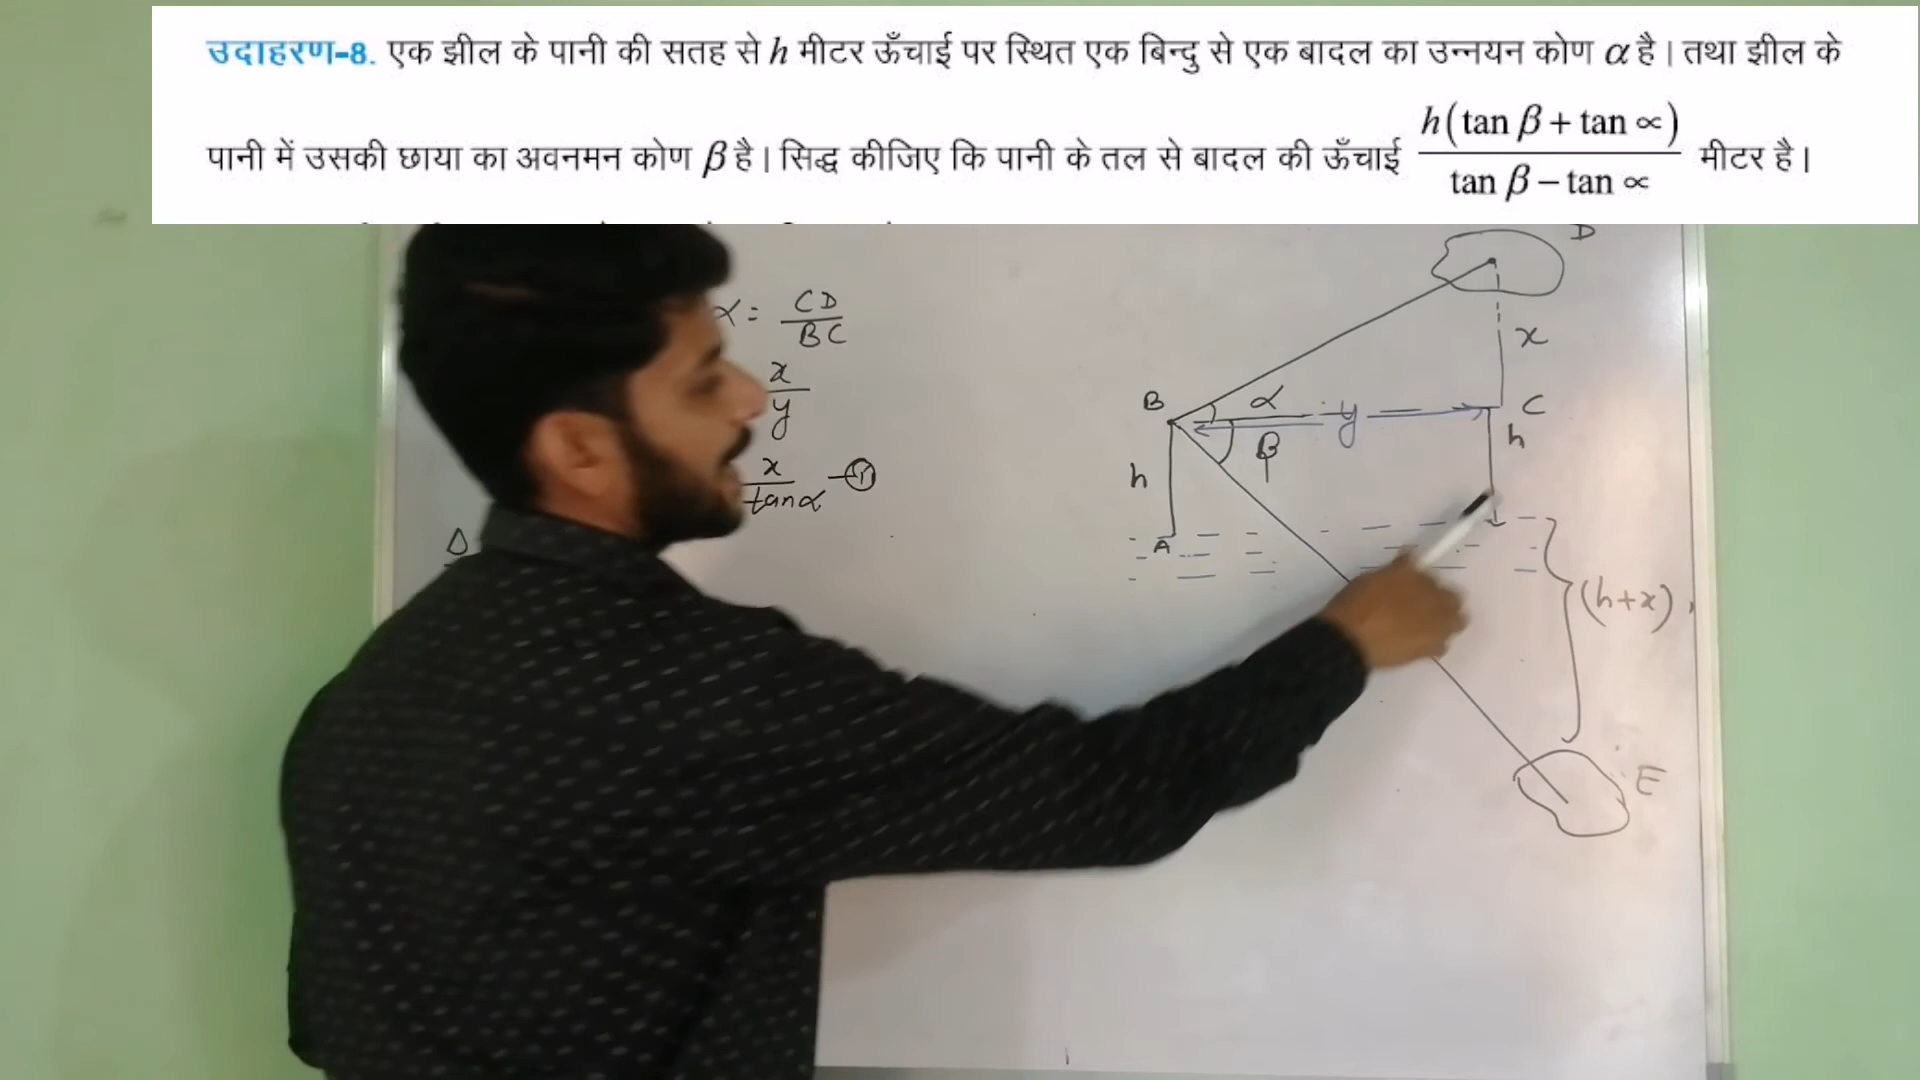 उदाहरण-8. एक झील के पानी की सतह से h मीटर ऊँचाई पर स्थित एक बिन्दु से एक बादल का उन्नयन कोण α है। तथा झील के
पानी में उसकी छाया का अवनमन कोण β है। सिद्ध कीजिए कि पानी के तल से बादल की ऊँचाई h(tan β + tan ∝) / tan β – tan ∝ मीटर है।
α = CD / BC
x / y
x / tanα — ①
Δ
D
x
B
α
y
C
h
β
h
A
(h+x)
E